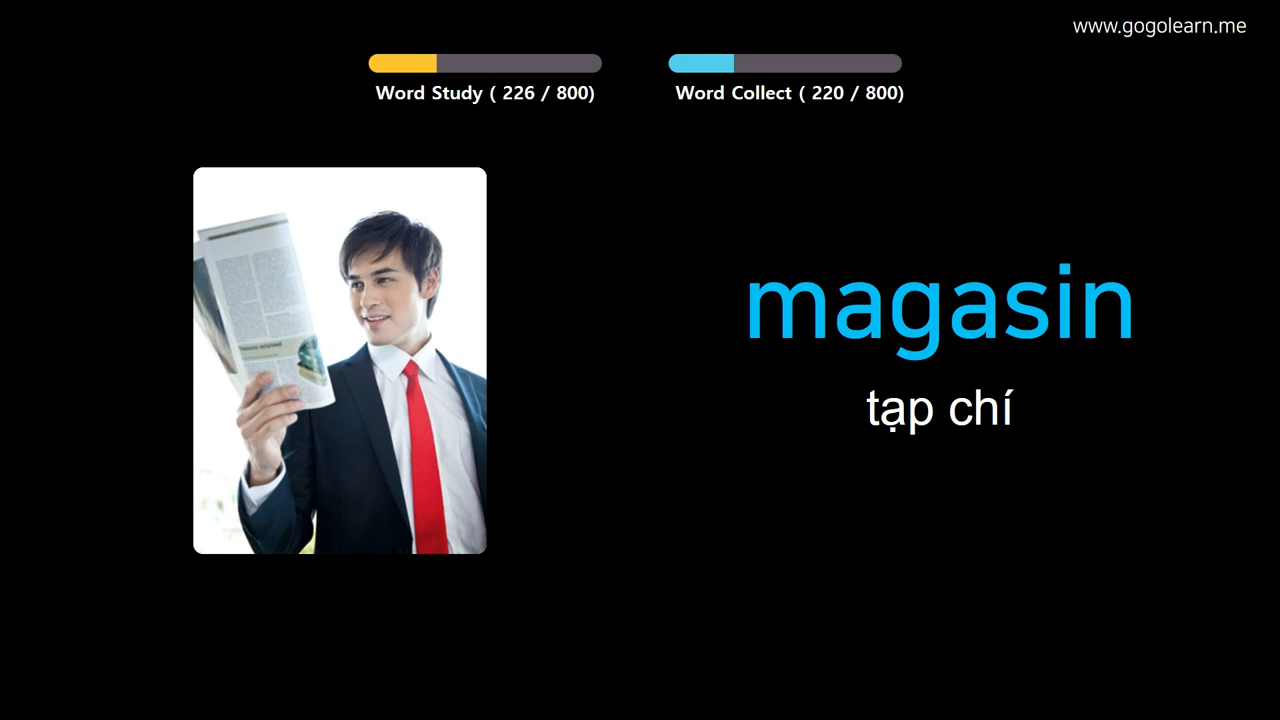 www.gogolearn.me
Word Study ( 226 / 800)
Word Collect ( 220 / 800)
magasin
tạp chí